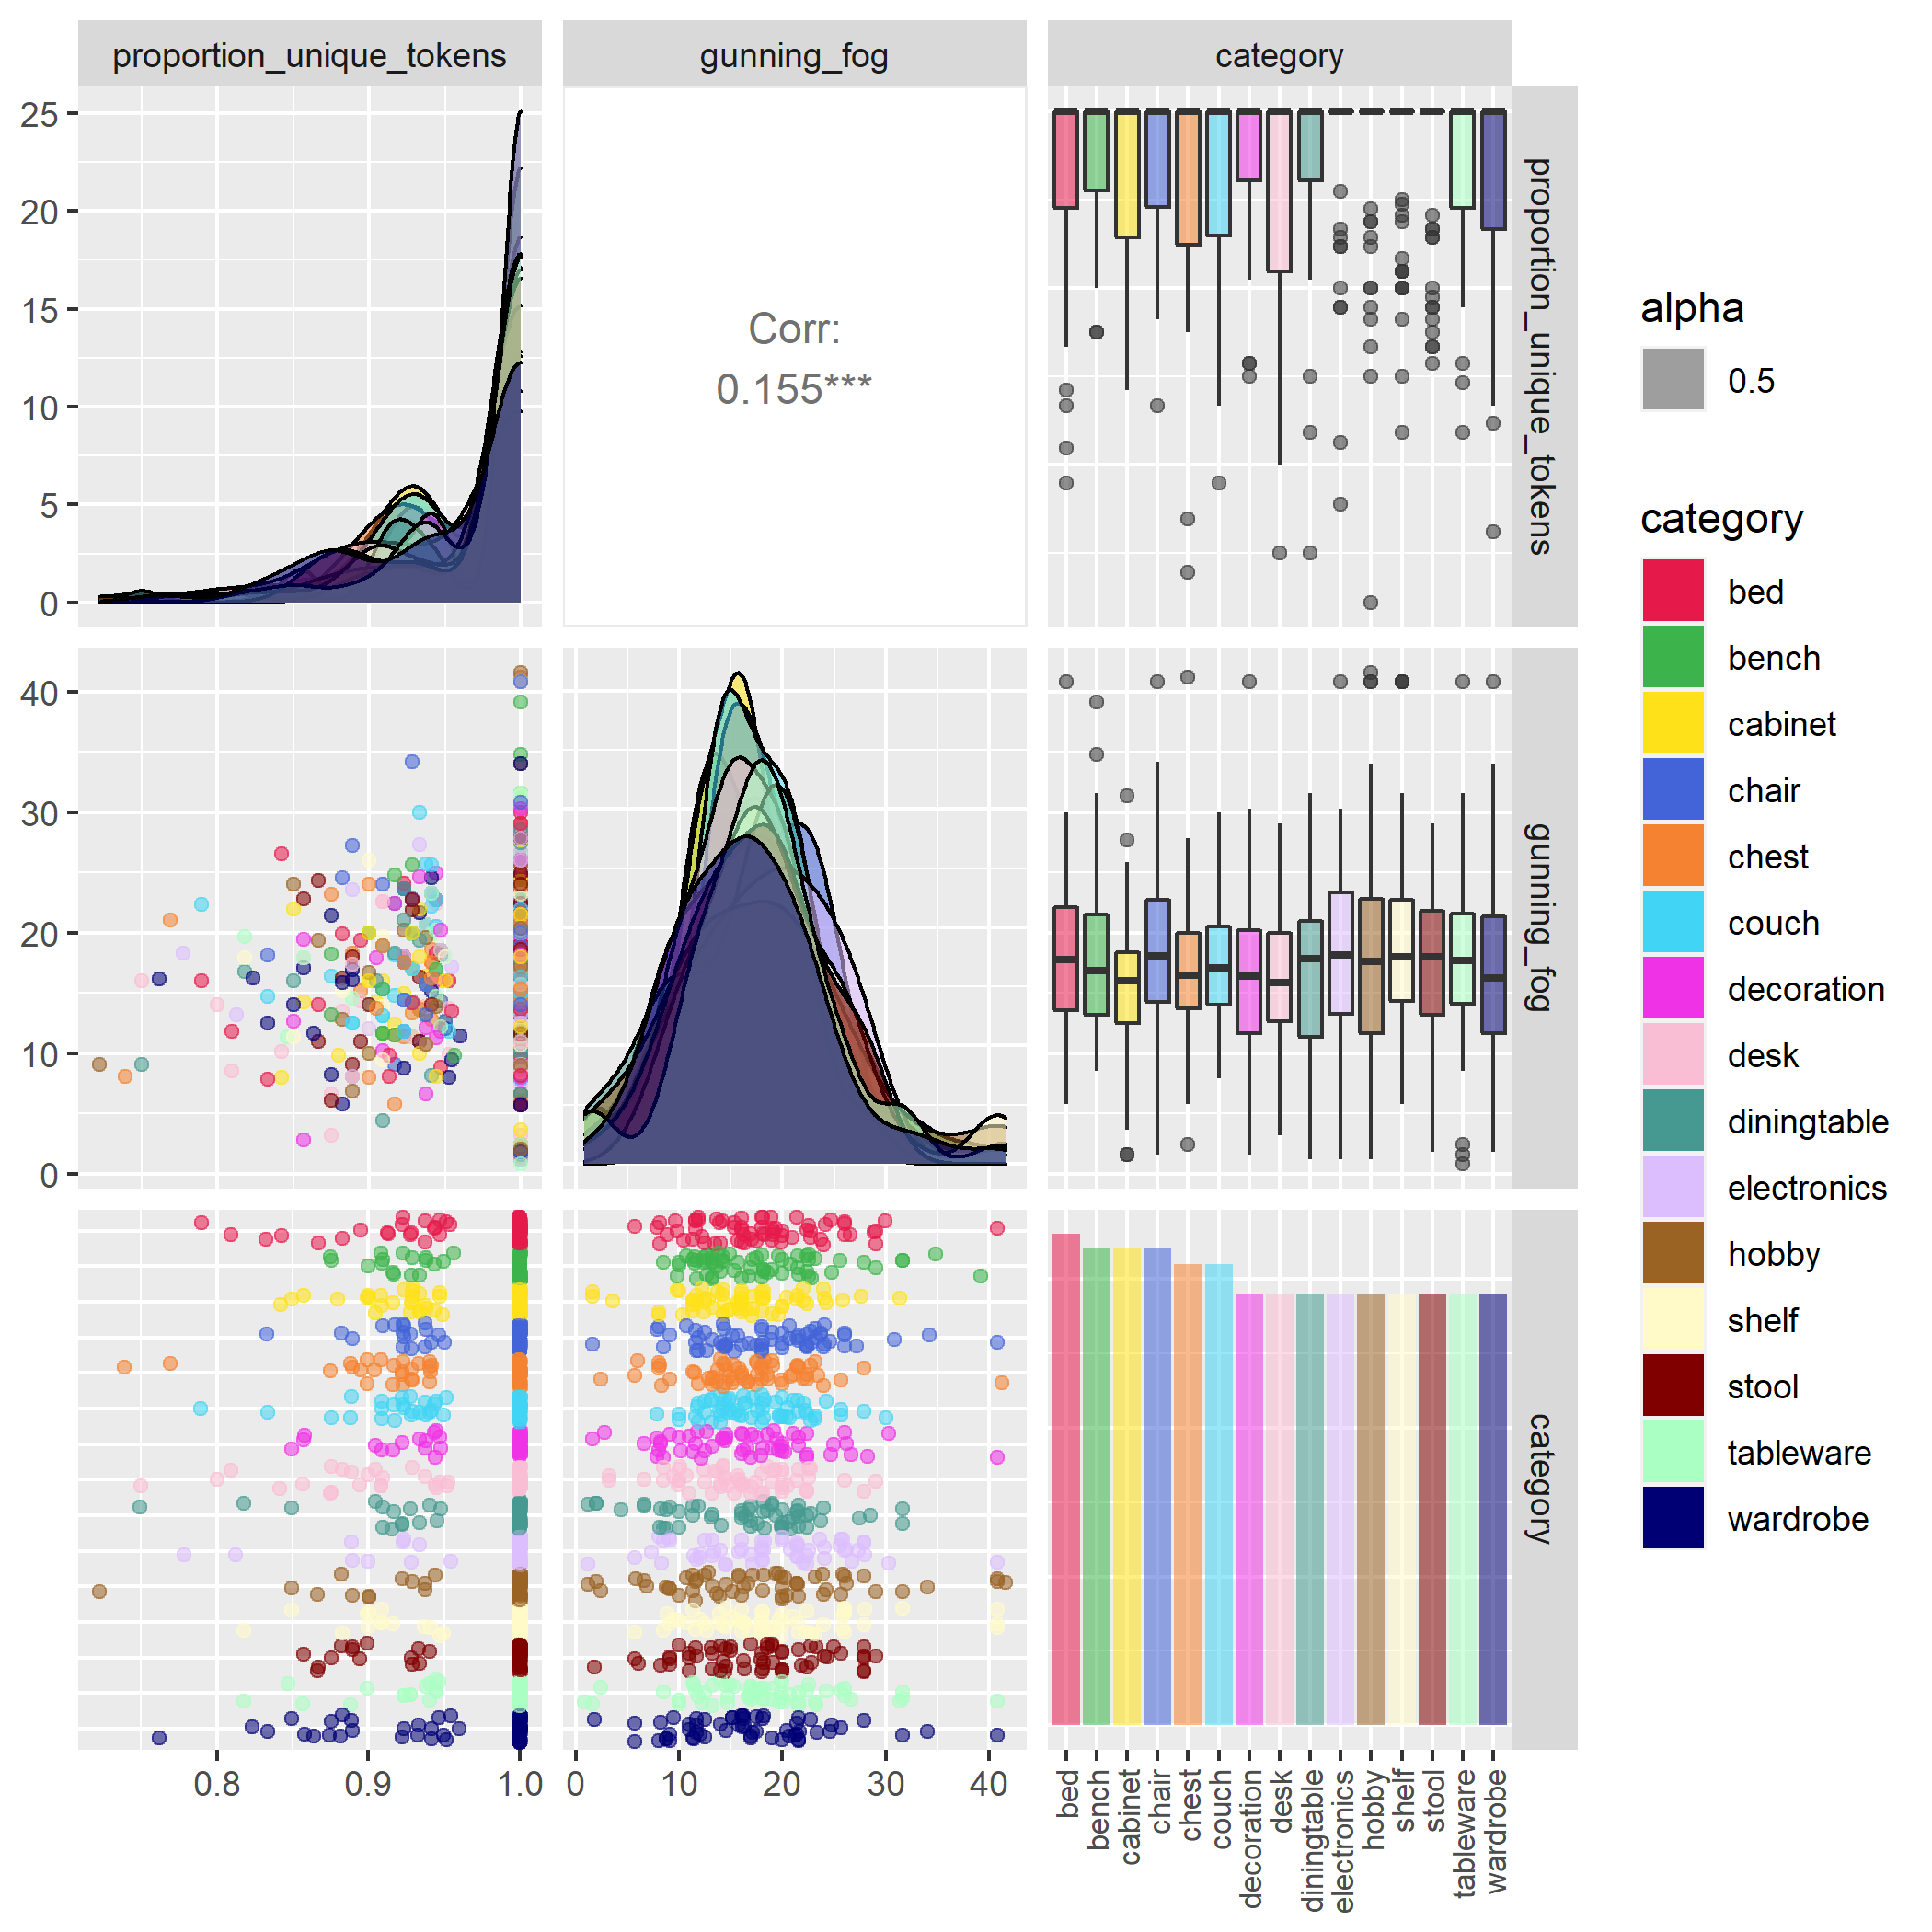 proportion_unique_tokens
gunning_fog
category
25
20
15
10
5
0
Corr:
0.155***
proportion_unique_tokens
40
30
20
10
0
gunning_fog
category
0.8
0.9
1.0
0
10
20
30
40
bed
bench
cabinet
chair
chest
couch
decoration
desk
diningtable
electronics
hobby
shelf
stool
tableware
wardrobe
alpha
0.5
category
bed
bench
cabinet
chair
chest
couch
decoration
desk
diningtable
electronics
hobby
shelf
stool
tableware
wardrobe